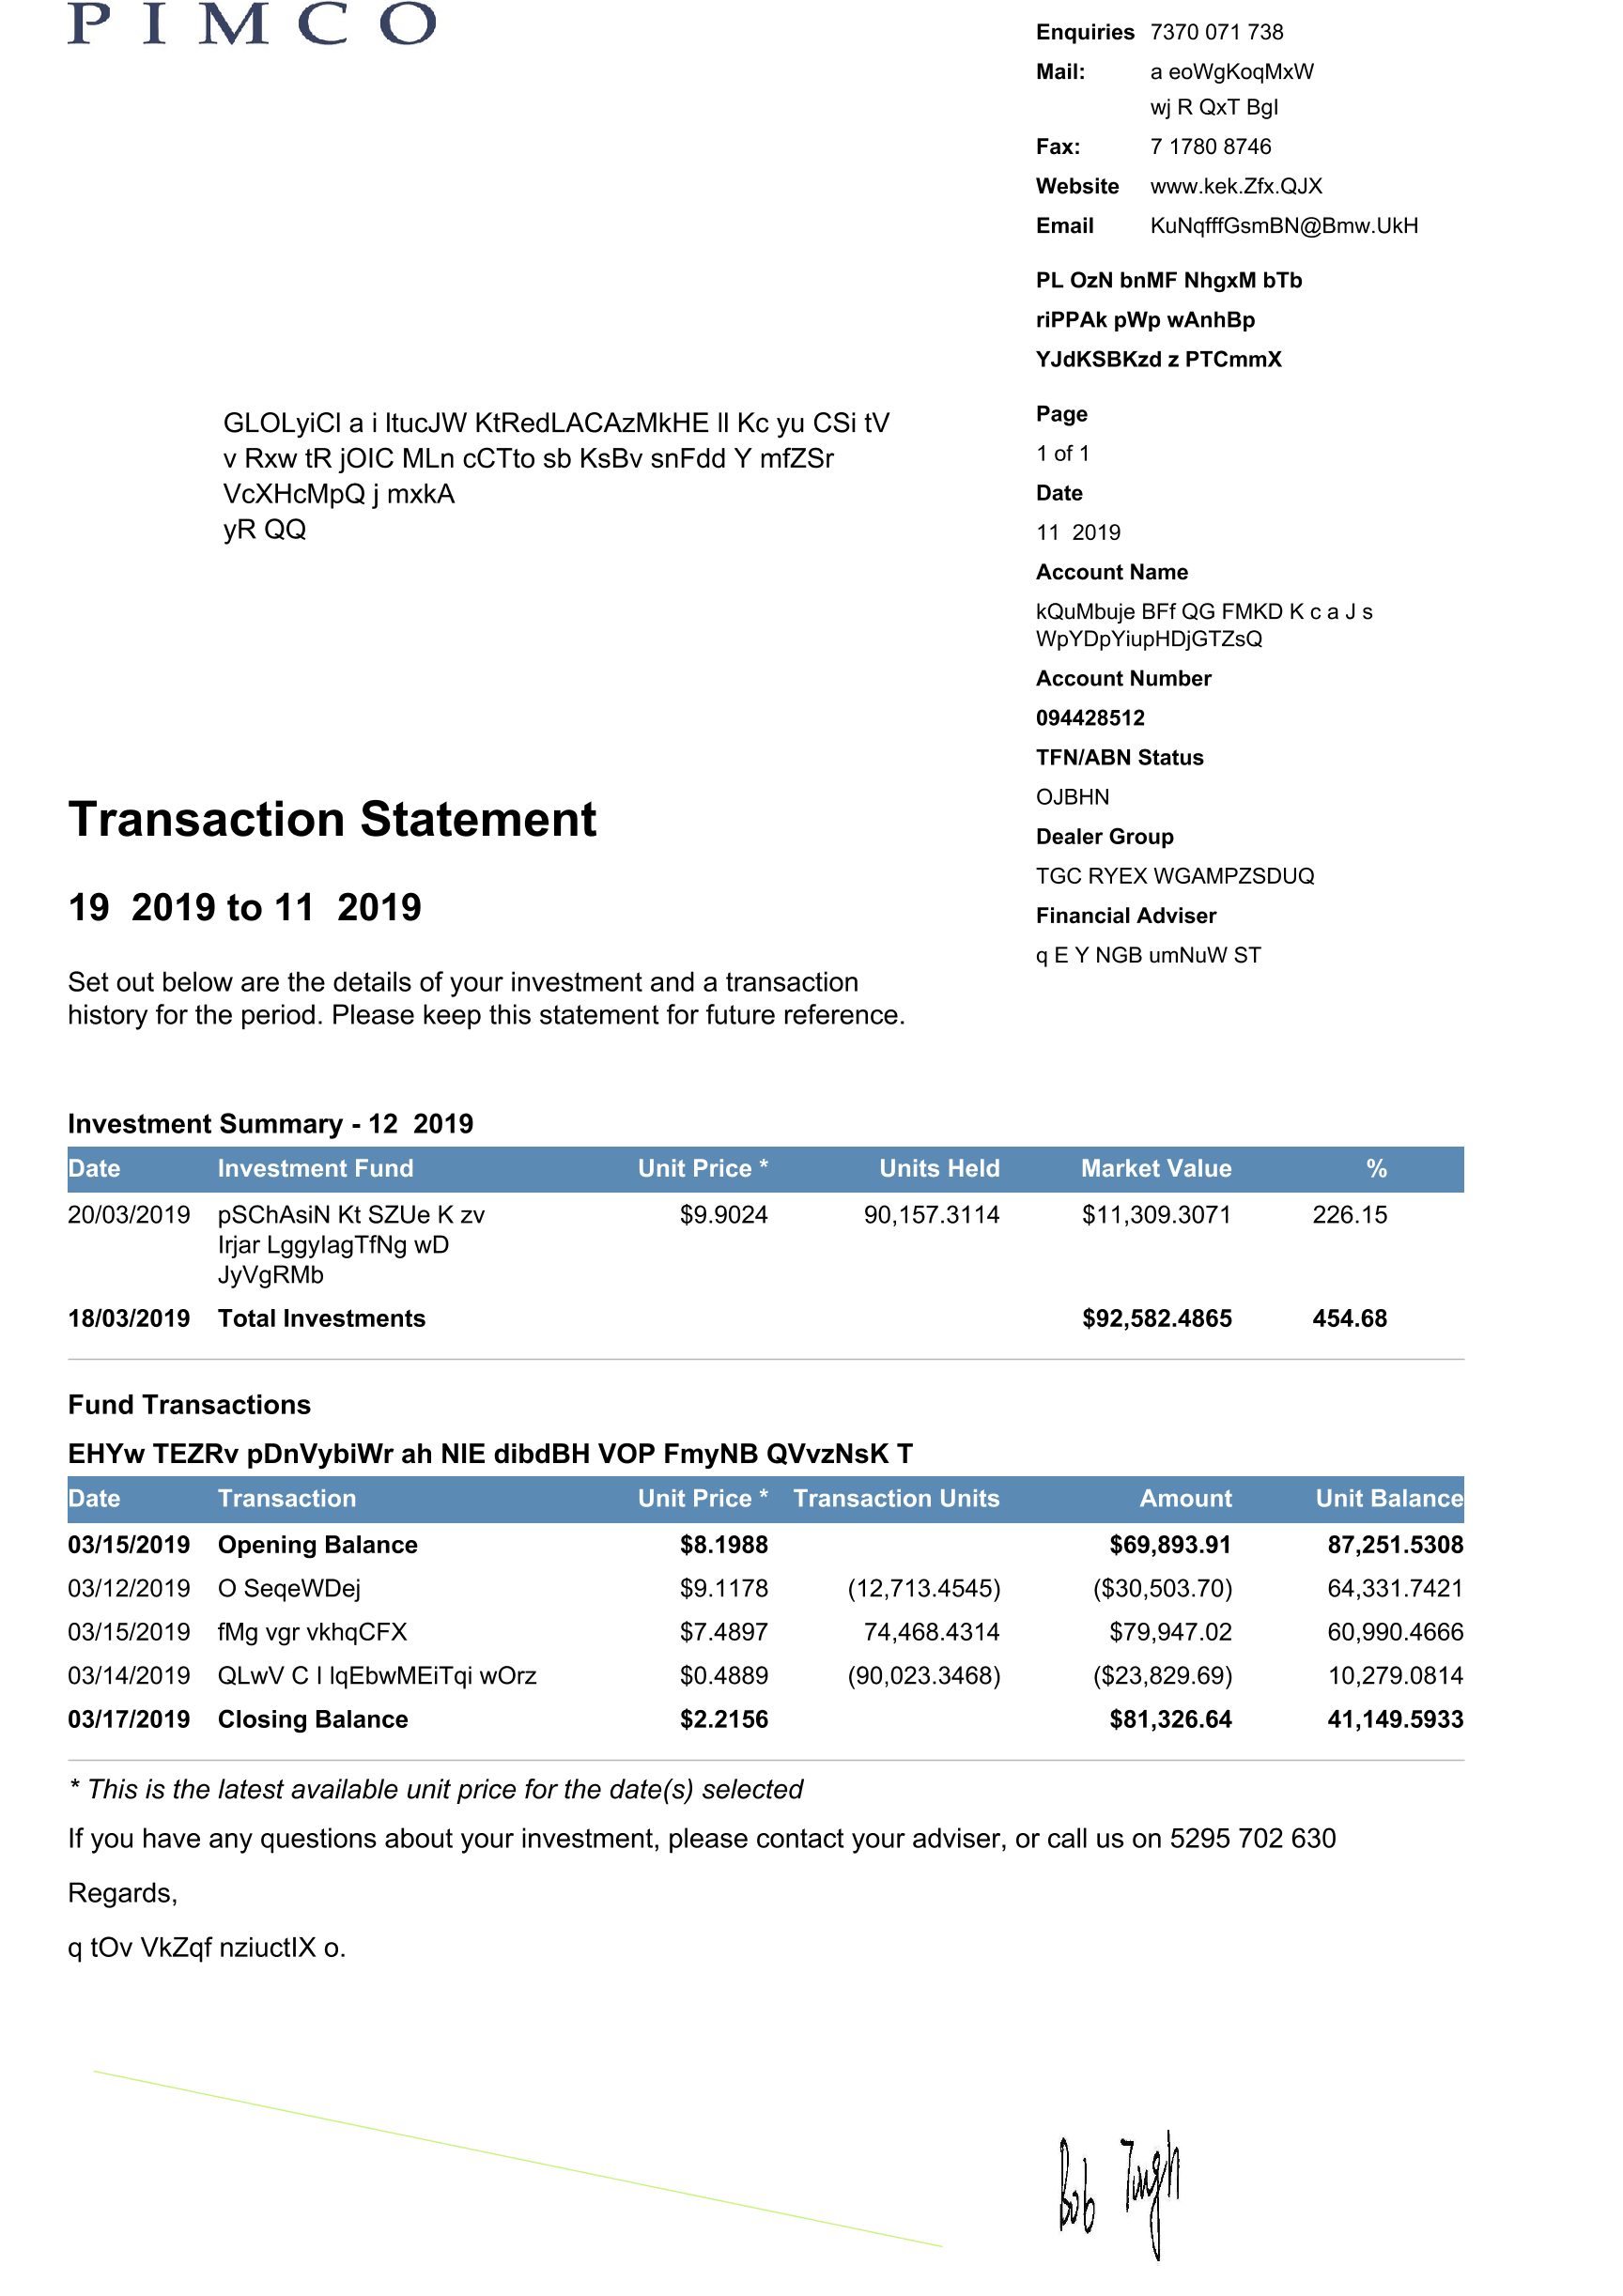 PIMCO
Enquiries 7370 071 738
Mail: a eoWgKoqMxW
wj R QxT BgI
Fax: 7 1780 8746
Website www.kek.Zfx.QJX
Email KuNqfffGsmBN@Bmw.UkH
PL OzN bnMF NhgxM bTb
riPPAk pWp wAnhBp
YJdKSBKzd z PTCmmX
GLOLyiCl a i ltucJW KtRedLACAzMkHE ll Kc yu CSi tV
v Rxw tR jOIC MLn cCTto sb KsBv snFdd Y mfZSr
VcXHcMpQ j mxkA
yR QQ
Page
1 of 1
Date
11 2019
Account Name
kQuMbuje BFf QG FMKD K c a J s
WpYDpYiupHDjGTZsQ
Account Number
094428512
TFN/ABN Status
OJBHN
Dealer Group
TGC RYEX WGAMPZSDUQ
Financial Adviser
q E Y NGB umNuW ST
Transaction Statement
19 2019 to 11 2019
Set out below are the details of your investment and a transaction
history for the period. Please keep this statement for future reference.
Investment Summary - 12 2019
Date Investment Fund Unit Price * Units Held Market Value %
20/03/2019 pSChAsiN Kt SZUe K zv $9.9024 90,157.3114 $11,309.3071 226.15
Irjar LggyIagTfNg wD
JyVgRMb
18/03/2019 Total Investments $92,582.4865 454.68
Fund Transactions
EHYw TEZRv pDnVybiWr ah NIE dibdBH VOP FmyNB QVvzNsK T
Date Transaction Unit Price * Transaction Units Amount Unit Balance
03/15/2019 Opening Balance $8.1988 $69,893.91 87,251.5308
03/12/2019 O SeqeWDej $9.1178 (12,713.4545) ($30,503.70) 64,331.7421
03/15/2019 fMg vgr vkhqCFX $7.4897 74,468.4314 $79,947.02 60,990.4666
03/14/2019 QLwV C l lqEbwMEiTqi wOrz $0.4889 (90,023.3468) ($23,829.69) 10,279.0814
03/17/2019 Closing Balance $2.2156 $81,326.64 41,149.5933
* This is the latest available unit price for the date(s) selected
If you have any questions about your investment, please contact your adviser, or call us on 5295 702 630
Regards,
q tOv VkZqf nziuctIX o.
Bob